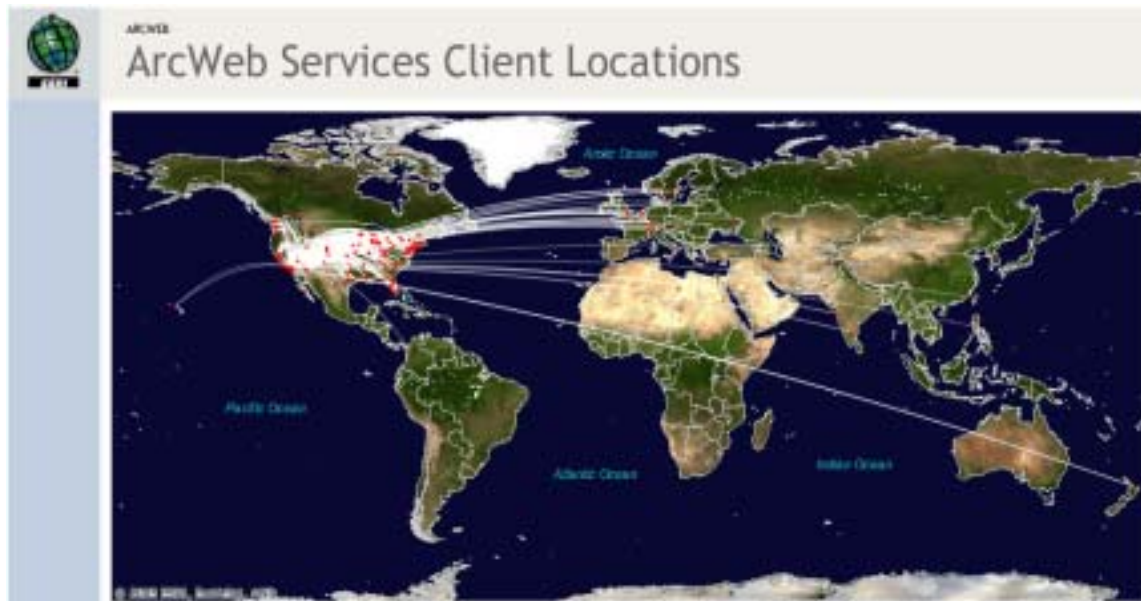 ARCWEB
ArcWeb Services Client Locations
Arctic Ocean
Pacific Ocean
Indian Ocean
Atlantic Ocean